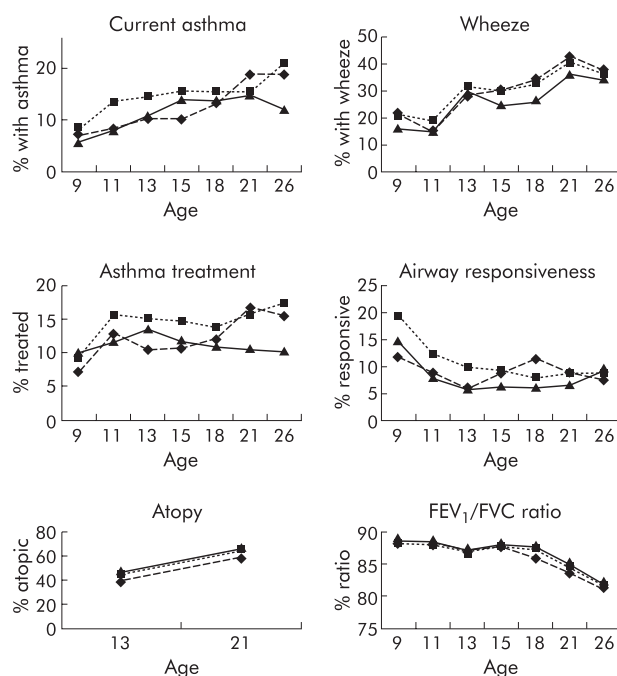 Current asthma
% with asthma
20
10
0
9 11 13 15 18 21 26
Age
Wheeze
% with wheeze
50
40
30
20
10
0
9 11 13 15 18 21 26
Age
Asthma treatment
% treated
20
15
10
5
0
9 11 13 15 18 21 26
Age
Airway responsiveness
% responsive
25
20
15
10
5
0
9 11 13 15 18 21 26
Age
Atopy
% atopic
80
60
40
20
0
13 21
Age
FEV₁/FVC ratio
% ratio
90
85
80
75
9 11 13 15 18 21 26
Age